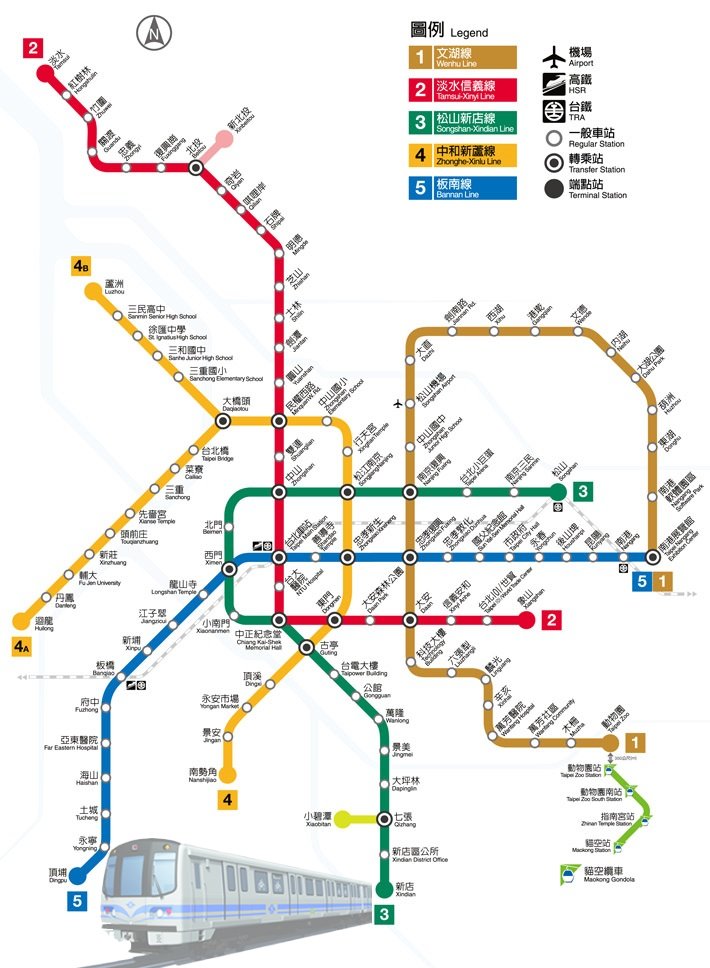 圖例 Legend
1 文湖線
Wenhu Line
2 淡水信義線
Tamsui-Xinyi Line
3 松山新店線
Songshan-Xindian Line
4 中和新蘆線
Zhonghe-Xinlu Line
5 板南線
Bannan Line
機場
Airport
高鐵
HSR
台鐵
TRA
一般車站
Regular Station
轉乘站
Transfer Station
端點站
Terminal Station
N
2
淡水
Tamsui
紅樹林
Hongshulin
竹圍
Zhuwei
關渡
Guandu
忠義
Zhongyi
復興崗
Fuxinggang
北投
Beitou
新北投
Xinbeitou
奇岩
Qiyan
唭哩岸
Qilian
石牌
Shipai
明德
Mingde
芝山
Zhishan
士林
Shilin
劍潭
Jiantan
圓山
Yuanshan
民權西路
Minquan W. Rd.
雙連
Shuanglian
中山
Zhongshan
台北車站
Taipei Main Station
台大醫院
NTU Hospital
中正紀念堂
Chiang Kai-Shek
Memorial Hall
東門
Dongmen
大安森林公園
Daan Park
大安
Daan
信義安和
Xinyi Anhe
台北101/世貿
Taipei 101/World Trade Center
象山
Xiangshan
2
4B
蘆洲
Luzhou
三民高中
Sanmin Senior High School
徐匯中學
St. Ignatius High School
三和國中
Sanhe Junior High School
三重國小
Sanchong Elementary School
大橋頭
Daqiaotou
台北橋
Taipei Bridge
菜寮
Cailiao
三重
Sanchong
先嗇宮
Xianse Temple
頭前庄
Touqianzhuang
新莊
Xinzhuang
輔大
Fu Jen University
丹鳳
Danfeng
迴龍
Huilong
4A
中山國小
Zhongshan
Elementary School
行天宮
Xingtian Temple
松江南京
Songjiang Nanjing
忠孝新生
Zhongxiao Xinsheng
古亭
Guting
頂溪
Dingxi
永安市場
Yongan Market
景安
Jingan
南勢角
Nanshijiao
4
劍南路
Jiannan Rd.
西湖
Xihu
港墘
Gangqian
文德
Wende
內湖
Neihu
大湖公園
Dahu Park
葫洲
Huzhou
東湖
Donghu
南港
軟體園區
Nangang
Software Park
南港展覽館
Taipei Nangang
Exhibition Center
5 1
大直
Dazhi
松山機場
Songshan Airport
中山國中
Zhongshan
Junior High School
南京復興
Nanjing Fuxing
台北小巨蛋
Taipei Arena
南京三民
Nanjing Sanmin
松山
Songshan
3
北門
Beimen
西門
Ximen
小南門
Xiaonanmen
善導寺
Shandao
Temple
忠孝復興
Zhongxiao Fuxing
忠孝敦化
Zhongxiao Dunhua
國父紀念館
Sun Yat-Sen Memorial Hall
市政府
Taipei City Hall
永春
Yongchun
後山埤
Houshanpi
昆陽
Kunyang
南港
Nangang
龍山寺
Longshan Temple
江子翠
Jiangzicui
新埔
Xinpu
板橋
Banqiao
府中
Fuzhong
亞東醫院
Far Eastern Hospital
海山
Haishan
土城
Tucheng
永寧
Yongning
頂埔
Dingpu
5
台電大樓
Taipower Building
公館
Gongguan
萬隆
Wanlong
景美
Jingmei
大坪林
Dapinglin
小碧潭
Xiaobitan
七張
Qizhang
新店區公所
Xindian District Office
新店
Xindian
3
科技大樓
Technology
Building
六張犁
Liuzhangli
麟光
Linguang
辛亥
Xinhai
萬芳醫院
Wanfang Hospital
萬芳社區
Wanfang Community
木柵
Muzha
動物園
Taipei Zoo
1
動物園站
Taipei Zoo Station
動物園南站
Taipei Zoo South Station
指南宮站
Zhinan Temple Station
貓空站
Maokong Station
貓空纜車
Maokong Gondola